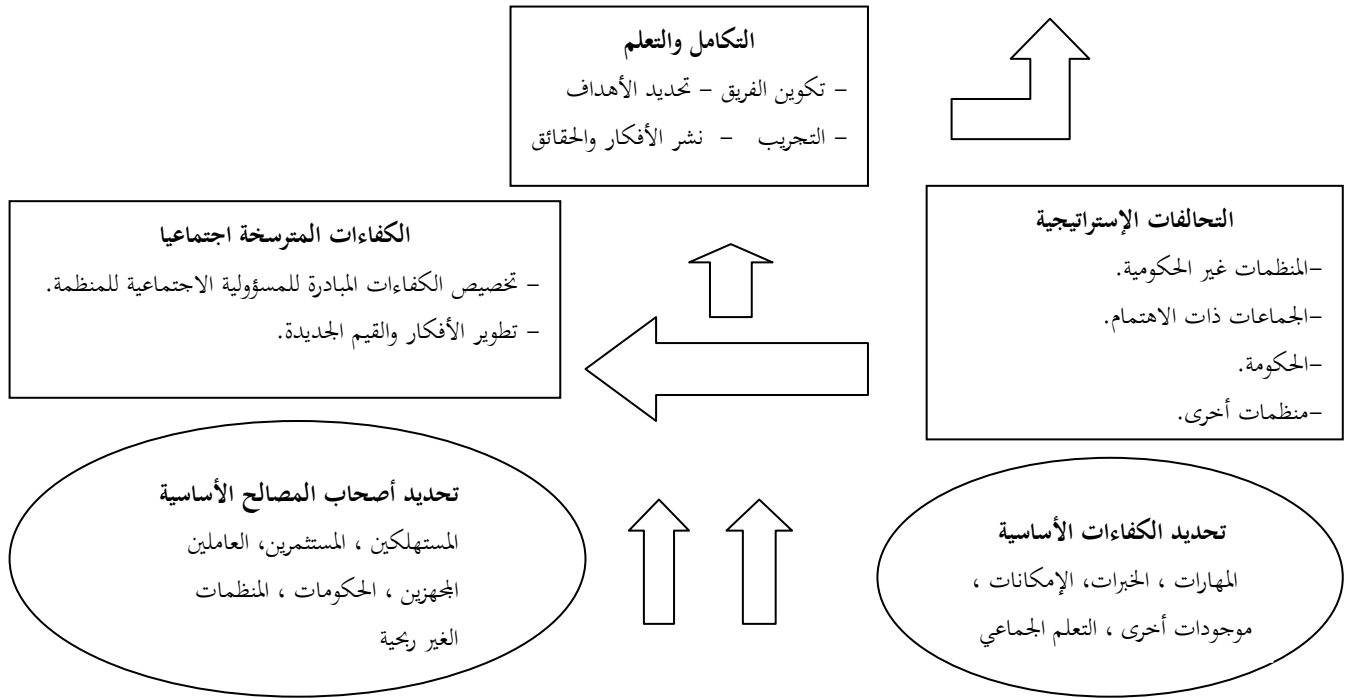 التكامل والتعلم
- تكوين الفريق - تحديد الأهداف
- التجريب - نشر الأفكار والحقائق
التحالفات الإستراتيجية
-المنظمات غير الحكومية.
-الجماعات ذات الاهتمام.
-الحكومة.
-منظمات أخرى.
الكفاءات المترسخة اجتماعيا
- تخصيص الكفاءات المبادرة للمسؤولية الاجتماعية للمنظمة.
- تطوير الأفكار والقيم الجديدة.
تحديد الكفاءات الأساسية
المهارات ، الخبرات، الإمكانات ،
موجودات أخرى ، التعلم الجماعي
تحديد أصحاب المصالح الأساسية
المستهلكين ، المستثمرين، العاملين
المجهزين ، الحكومات ، المنظمات
الغير ربحية